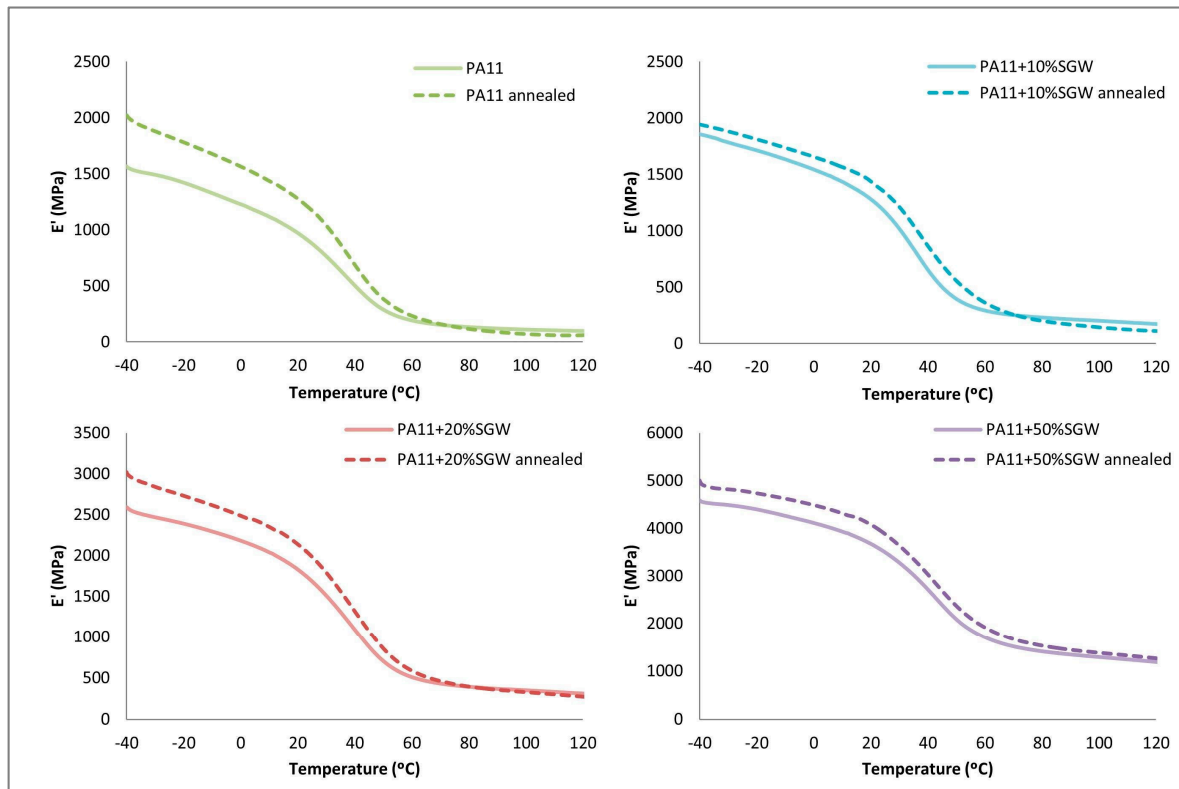 PA11
PA11 annealed
2500
2000
1500
1000
500
0
E' (MPa)
-40 -20 0 20 40 60 80 100 120
Temperature (ºC)
PA11+10%SGW
PA11+10%SGW annealed
2500
2000
1500
1000
500
0
E' (MPa)
-40 -20 0 20 40 60 80 100 120
Temperature (ºC)
PA11+20%SGW
PA11+20%SGW annealed
3500
3000
2500
2000
1500
1000
500
0
E' (MPa)
-40 -20 0 20 40 60 80 100 120
Temperature (ºC)
PA11+50%SGW
PA11+50%SGW annealed
6000
5000
4000
3000
2000
1000
0
E' (MPa)
-40 -20 0 20 40 60 80 100 120
Temperature (ºC)